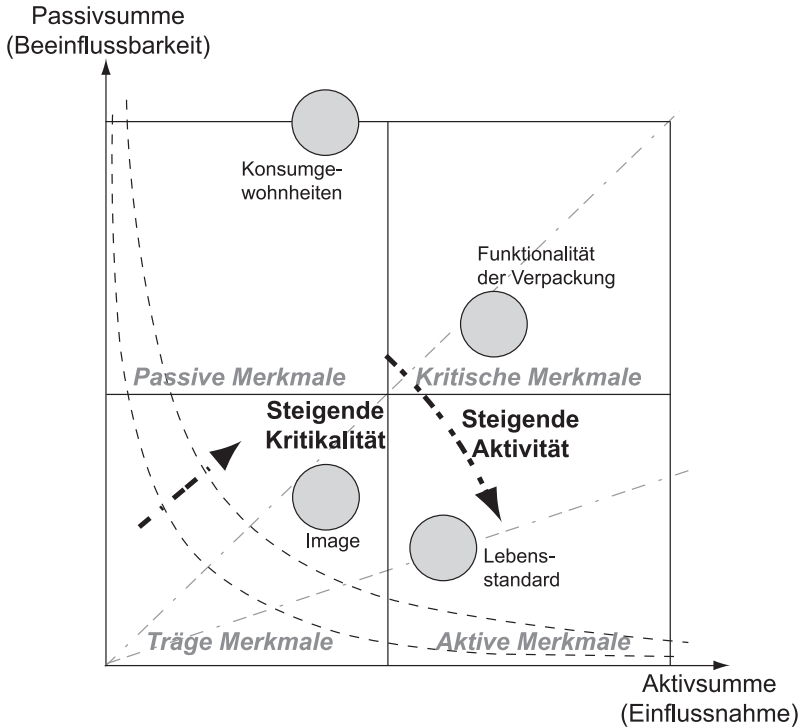 Passivsumme
(Beeinflussbarkeit)
Konsumge-
wohnheiten
Funktionalität
der Verpackung
Passive Merkmale
Kritische Merkmale
Steigende
Kritikalität
Steigende
Aktivität
Image
Lebens-
standard
Träge Merkmale
Aktive Merkmale
Aktivsumme
(Einflussnahme)